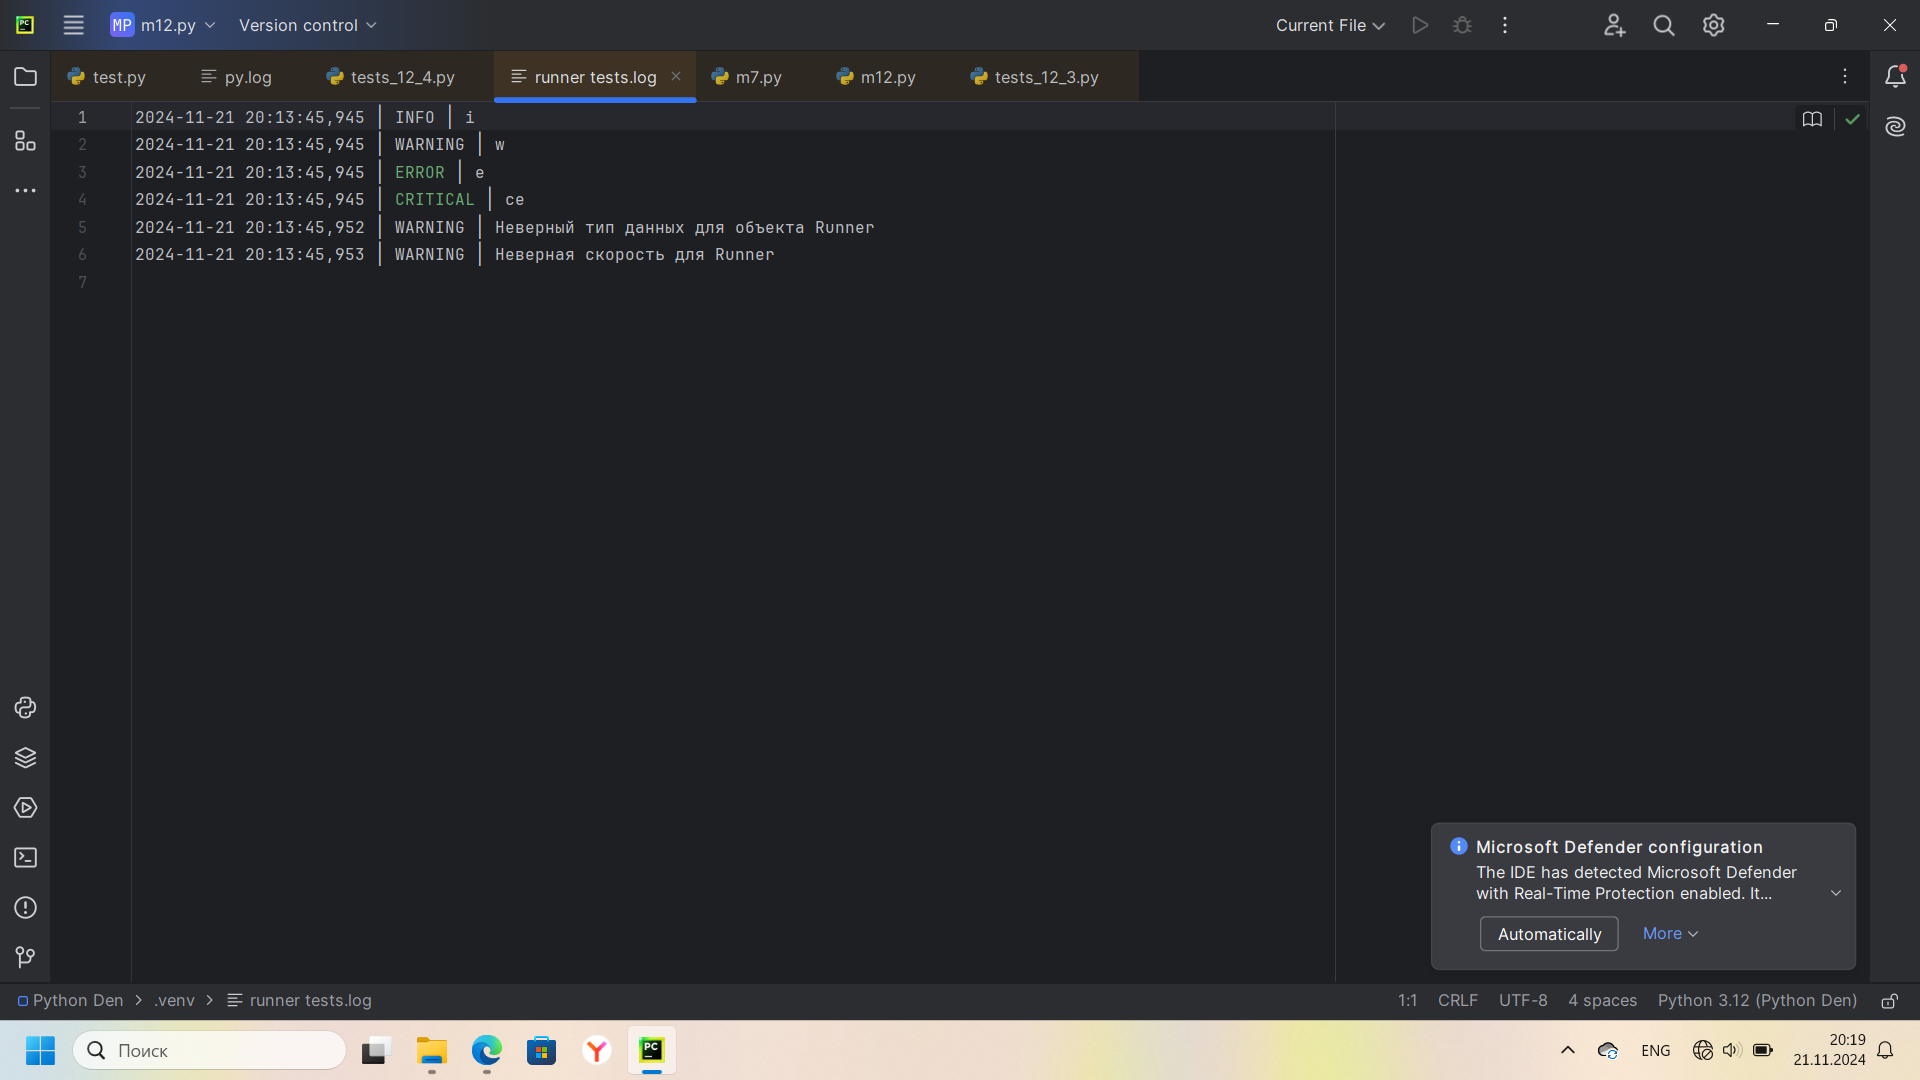 MP m12.py Version control Current File
test.py py.log tests_12_4.py runner tests.log m7.py m12.py tests_12_3.py
1 2024-11-21 20:13:45,945 | INFO | i
2 2024-11-21 20:13:45,945 | WARNING | w
3 2024-11-21 20:13:45,945 | ERROR | e
4 2024-11-21 20:13:45,945 | CRITICAL | ce
5 2024-11-21 20:13:45,952 | WARNING | Неверный тип данных для объекта Runner
6 2024-11-21 20:13:45,953 | WARNING | Неверная скорость для Runner
7
Microsoft Defender configuration
The IDE has detected Microsoft Defender
with Real-Time Protection enabled. It...
Automatically More
Python Den > .venv > runner tests.log 1:1 CRLF UTF-8 4 spaces Python 3.12 (Python Den)
Поиск ENG 20:19
21.11.2024